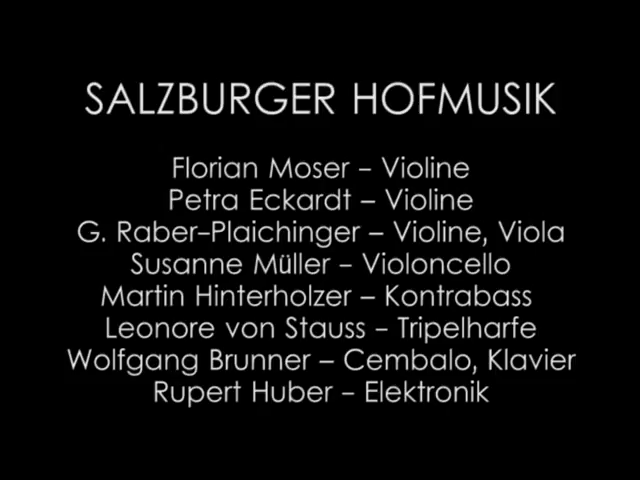 SALZBURGER HOFMUSIK
Florian Moser - Violine
Petra Eckardt – Violine
G. Raber-Plaichinger – Violine, Viola
Susanne Müller - Violoncello
Martin Hinterholzer – Kontrabass
Leonore von Stauss - Tripelharfe
Wolfgang Brunner – Cembalo, Klavier
Rupert Huber - Elektronik